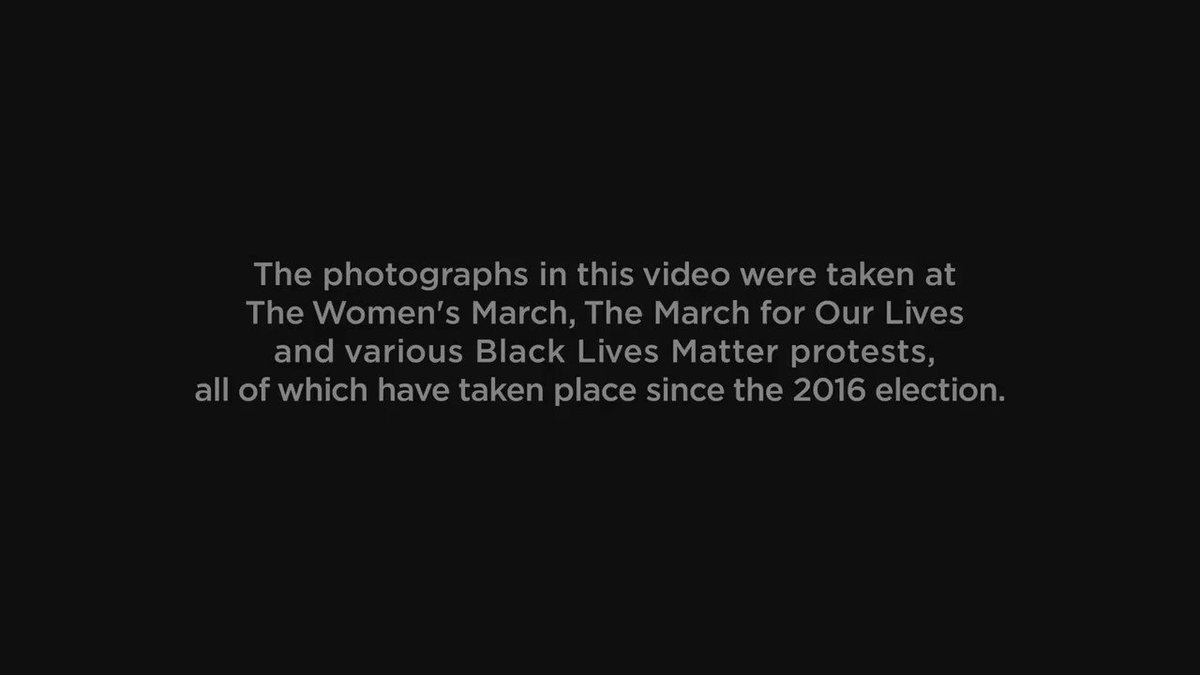 The photographs in this video were taken at
The Women's March, The March for Our Lives
and various Black Lives Matter protests,
all of which have taken place since the 2016 election.